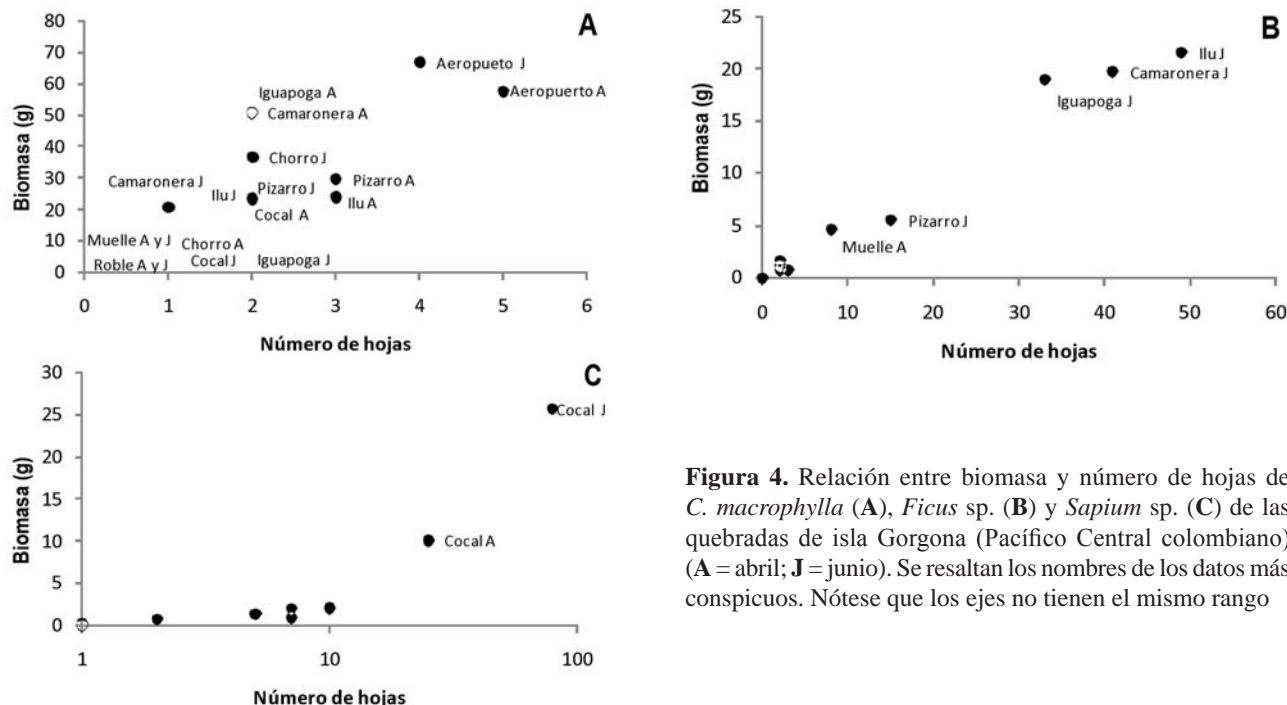 A
Biomasa (g)
80
70
60
50
40
30
20
10
0
Aeropueto J
Aeropuerto A
Iguapoga A
Camaronera A
Chorro J
Camaronera J
Ilu J
Pizarro J
Pizarro A
Cocal A
Ilu A
Muelle A y J
Chorro A
Roble A y J
Cocal J
Iguapoga J
0 1 2 3 4 5 6
Número de hojas
B
Biomasa (g)
25
20
15
10
5
0
Ilu J
Camaronera J
Iguapoga J
Pizarro J
Muelle A
0 10 20 30 40 50 60
Número de hojas
C
Biomasa (g)
30
25
20
15
10
5
0
Cocal J
Cocal A
1 10 100
Número de hojas
Figura 4. Relación entre biomasa y número de hojas de
C. macrophylla (A), Ficus sp. (B) y Sapium sp. (C) de las
quebradas de isla Gorgona (Pacífico Central colombiano)
(A = abril; J = junio). Se resaltan los nombres de los datos más
conspicuos. Nótese que los ejes no tienen el mismo rango